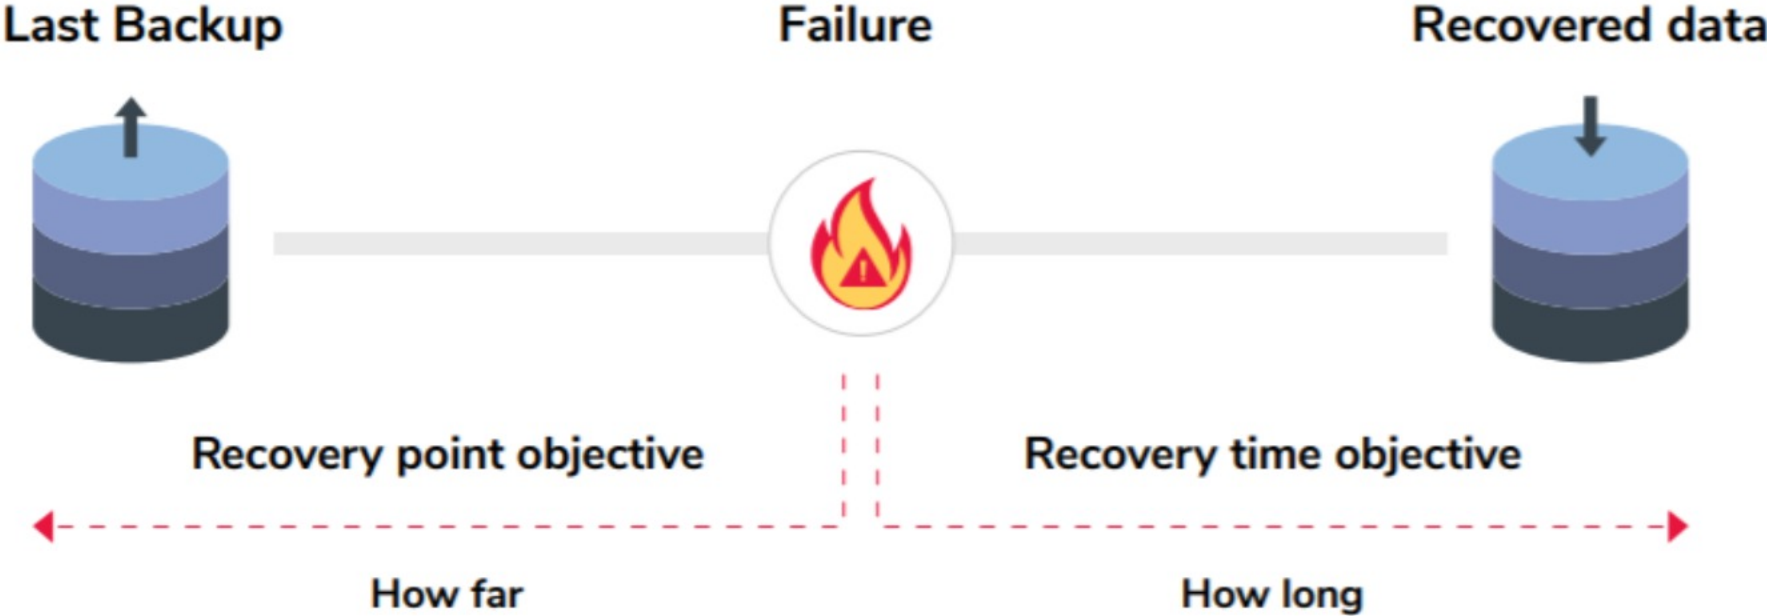 Last Backup
Failure
Recovered data
!
Recovery point objective
Recovery time objective
How far
How long